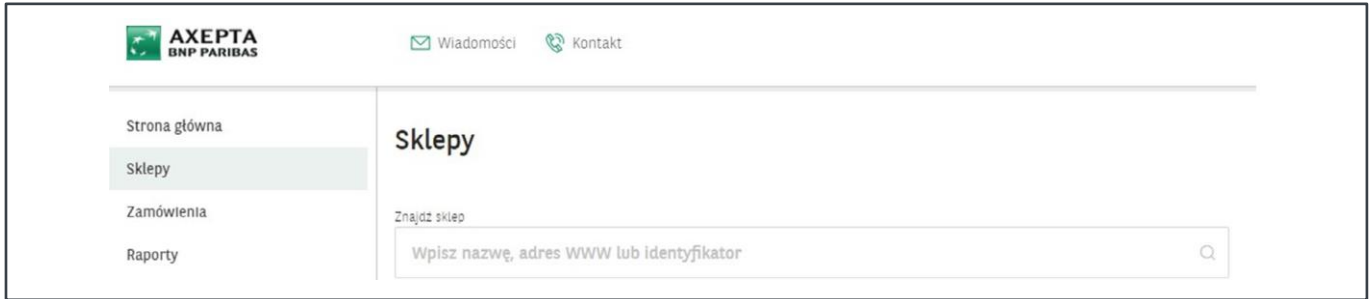 AXEPTA
BNP PARIBAS
Wiadomości
Kontakt
Strona główna
Sklepy
Zamówienia
Raporty
Sklepy
Znajdź sklep
Wpisz nazwę, adres WWW lub identyfikator